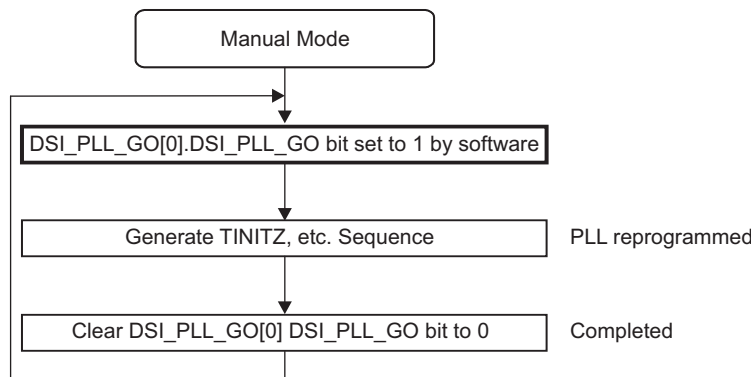 Manual Mode
DSI_PLL_GO[0].DSI_PLL_GO bit set to 1 by software
Generate TINITZ, etc. Sequence
PLL reprogrammed
Clear DSI_PLL_GO[0] DSI_PLL_GO bit to 0
Completed